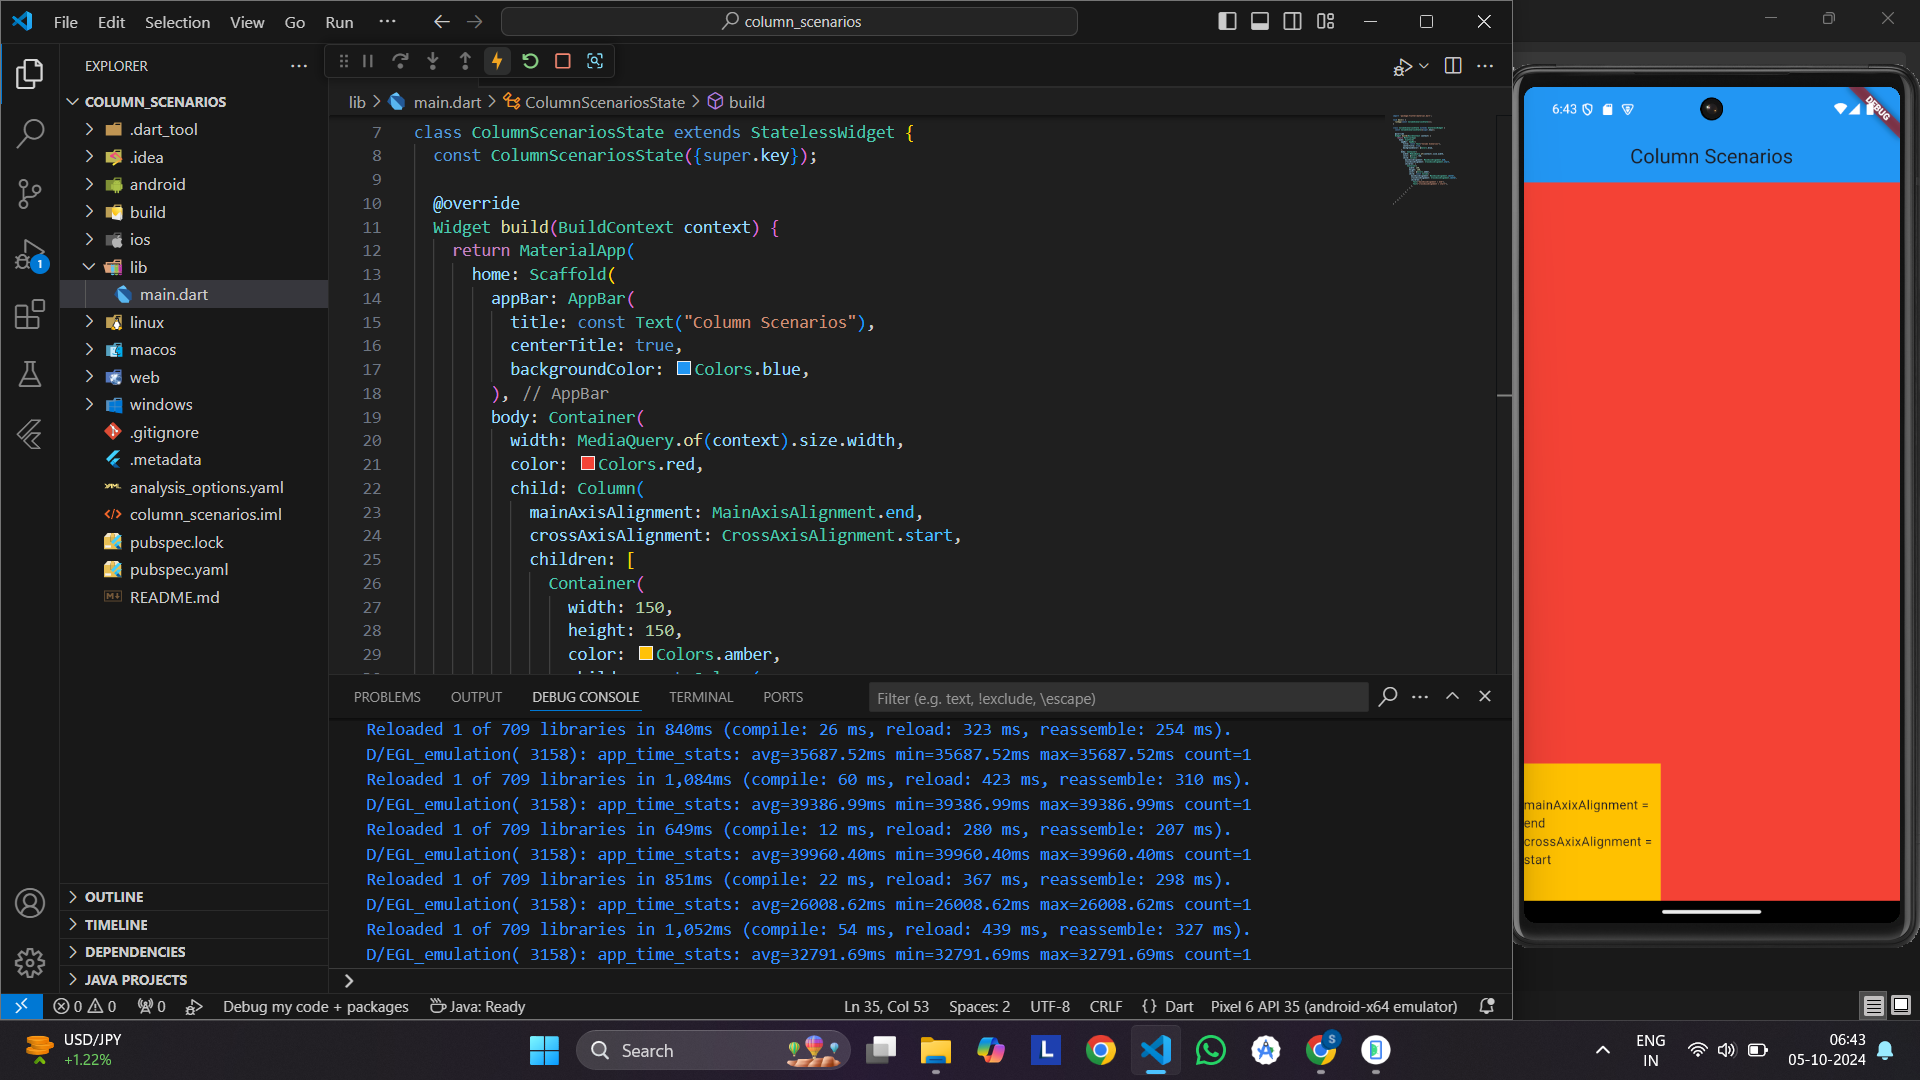 File Edit Selection View Go Run ···
column_scenarios
EXPLORER
COLUMN_SCENARIOS
.dart_tool
.idea
android
build
ios
lib
main.dart
linux
macos
web
windows
.gitignore
.metadata
analysis_options.yaml
column_scenarios.iml
pubspec.lock
pubspec.yaml
README.md
OUTLINE
TIMELINE
DEPENDENCIES
JAVA PROJECTS
1
lib > main.dart > ColumnScenariosState > build
7 class ColumnScenariosState extends StatelessWidget {
8 const ColumnScenariosState({super.key});
9
10 @override
11 Widget build(BuildContext context) {
12 return MaterialApp(
13 home: Scaffold(
14 appBar: AppBar(
15 title: const Text("Column Scenarios"),
16 centerTitle: true,
17 backgroundColor: Colors.blue,
18 ), // AppBar
19 body: Container(
20 width: MediaQuery.of(context).size.width,
21 color: Colors.red,
22 child: Column(
23 mainAxisAlignment: MainAxisAlignment.end,
24 crossAxisAlignment: CrossAxisAlignment.start,
25 children: [
26 Container(
27 width: 150,
28 height: 150,
29 color: Colors.amber,
PROBLEMS OUTPUT DEBUG CONSOLE TERMINAL PORTS
Filter (e.g. text, !exclude, \escape)
Reloaded 1 of 709 libraries in 840ms (compile: 26 ms, reload: 323 ms, reassemble: 254 ms).
D/EGL_emulation( 3158): app_time_stats: avg=35687.52ms min=35687.52ms max=35687.52ms count=1
Reloaded 1 of 709 libraries in 1,084ms (compile: 60 ms, reload: 423 ms, reassemble: 310 ms).
D/EGL_emulation( 3158): app_time_stats: avg=39386.99ms min=39386.99ms max=39386.99ms count=1
Reloaded 1 of 709 libraries in 649ms (compile: 12 ms, reload: 280 ms, reassemble: 207 ms).
D/EGL_emulation( 3158): app_time_stats: avg=39960.40ms min=39960.40ms max=39960.40ms count=1
Reloaded 1 of 709 libraries in 851ms (compile: 22 ms, reload: 367 ms, reassemble: 298 ms).
D/EGL_emulation( 3158): app_time_stats: avg=26008.62ms min=26008.62ms max=26008.62ms count=1
Reloaded 1 of 709 libraries in 1,052ms (compile: 54 ms, reload: 439 ms, reassemble: 327 ms).
D/EGL_emulation( 3158): app_time_stats: avg=32791.69ms min=32791.69ms max=32791.69ms count=1
>
0 0 0 Debug my code + packages Java: Ready Ln 35, Col 53 Spaces: 2 UTF-8 CRLF {} Dart Pixel 6 API 35 (android-x64 emulator)
6:43
DEBUG
Column Scenarios
mainAxixAlignment =
end
crossAxixAlignment =
start
USD/JPY
+1.22%
Search
L
S
ENG
IN
06:43
05-10-2024